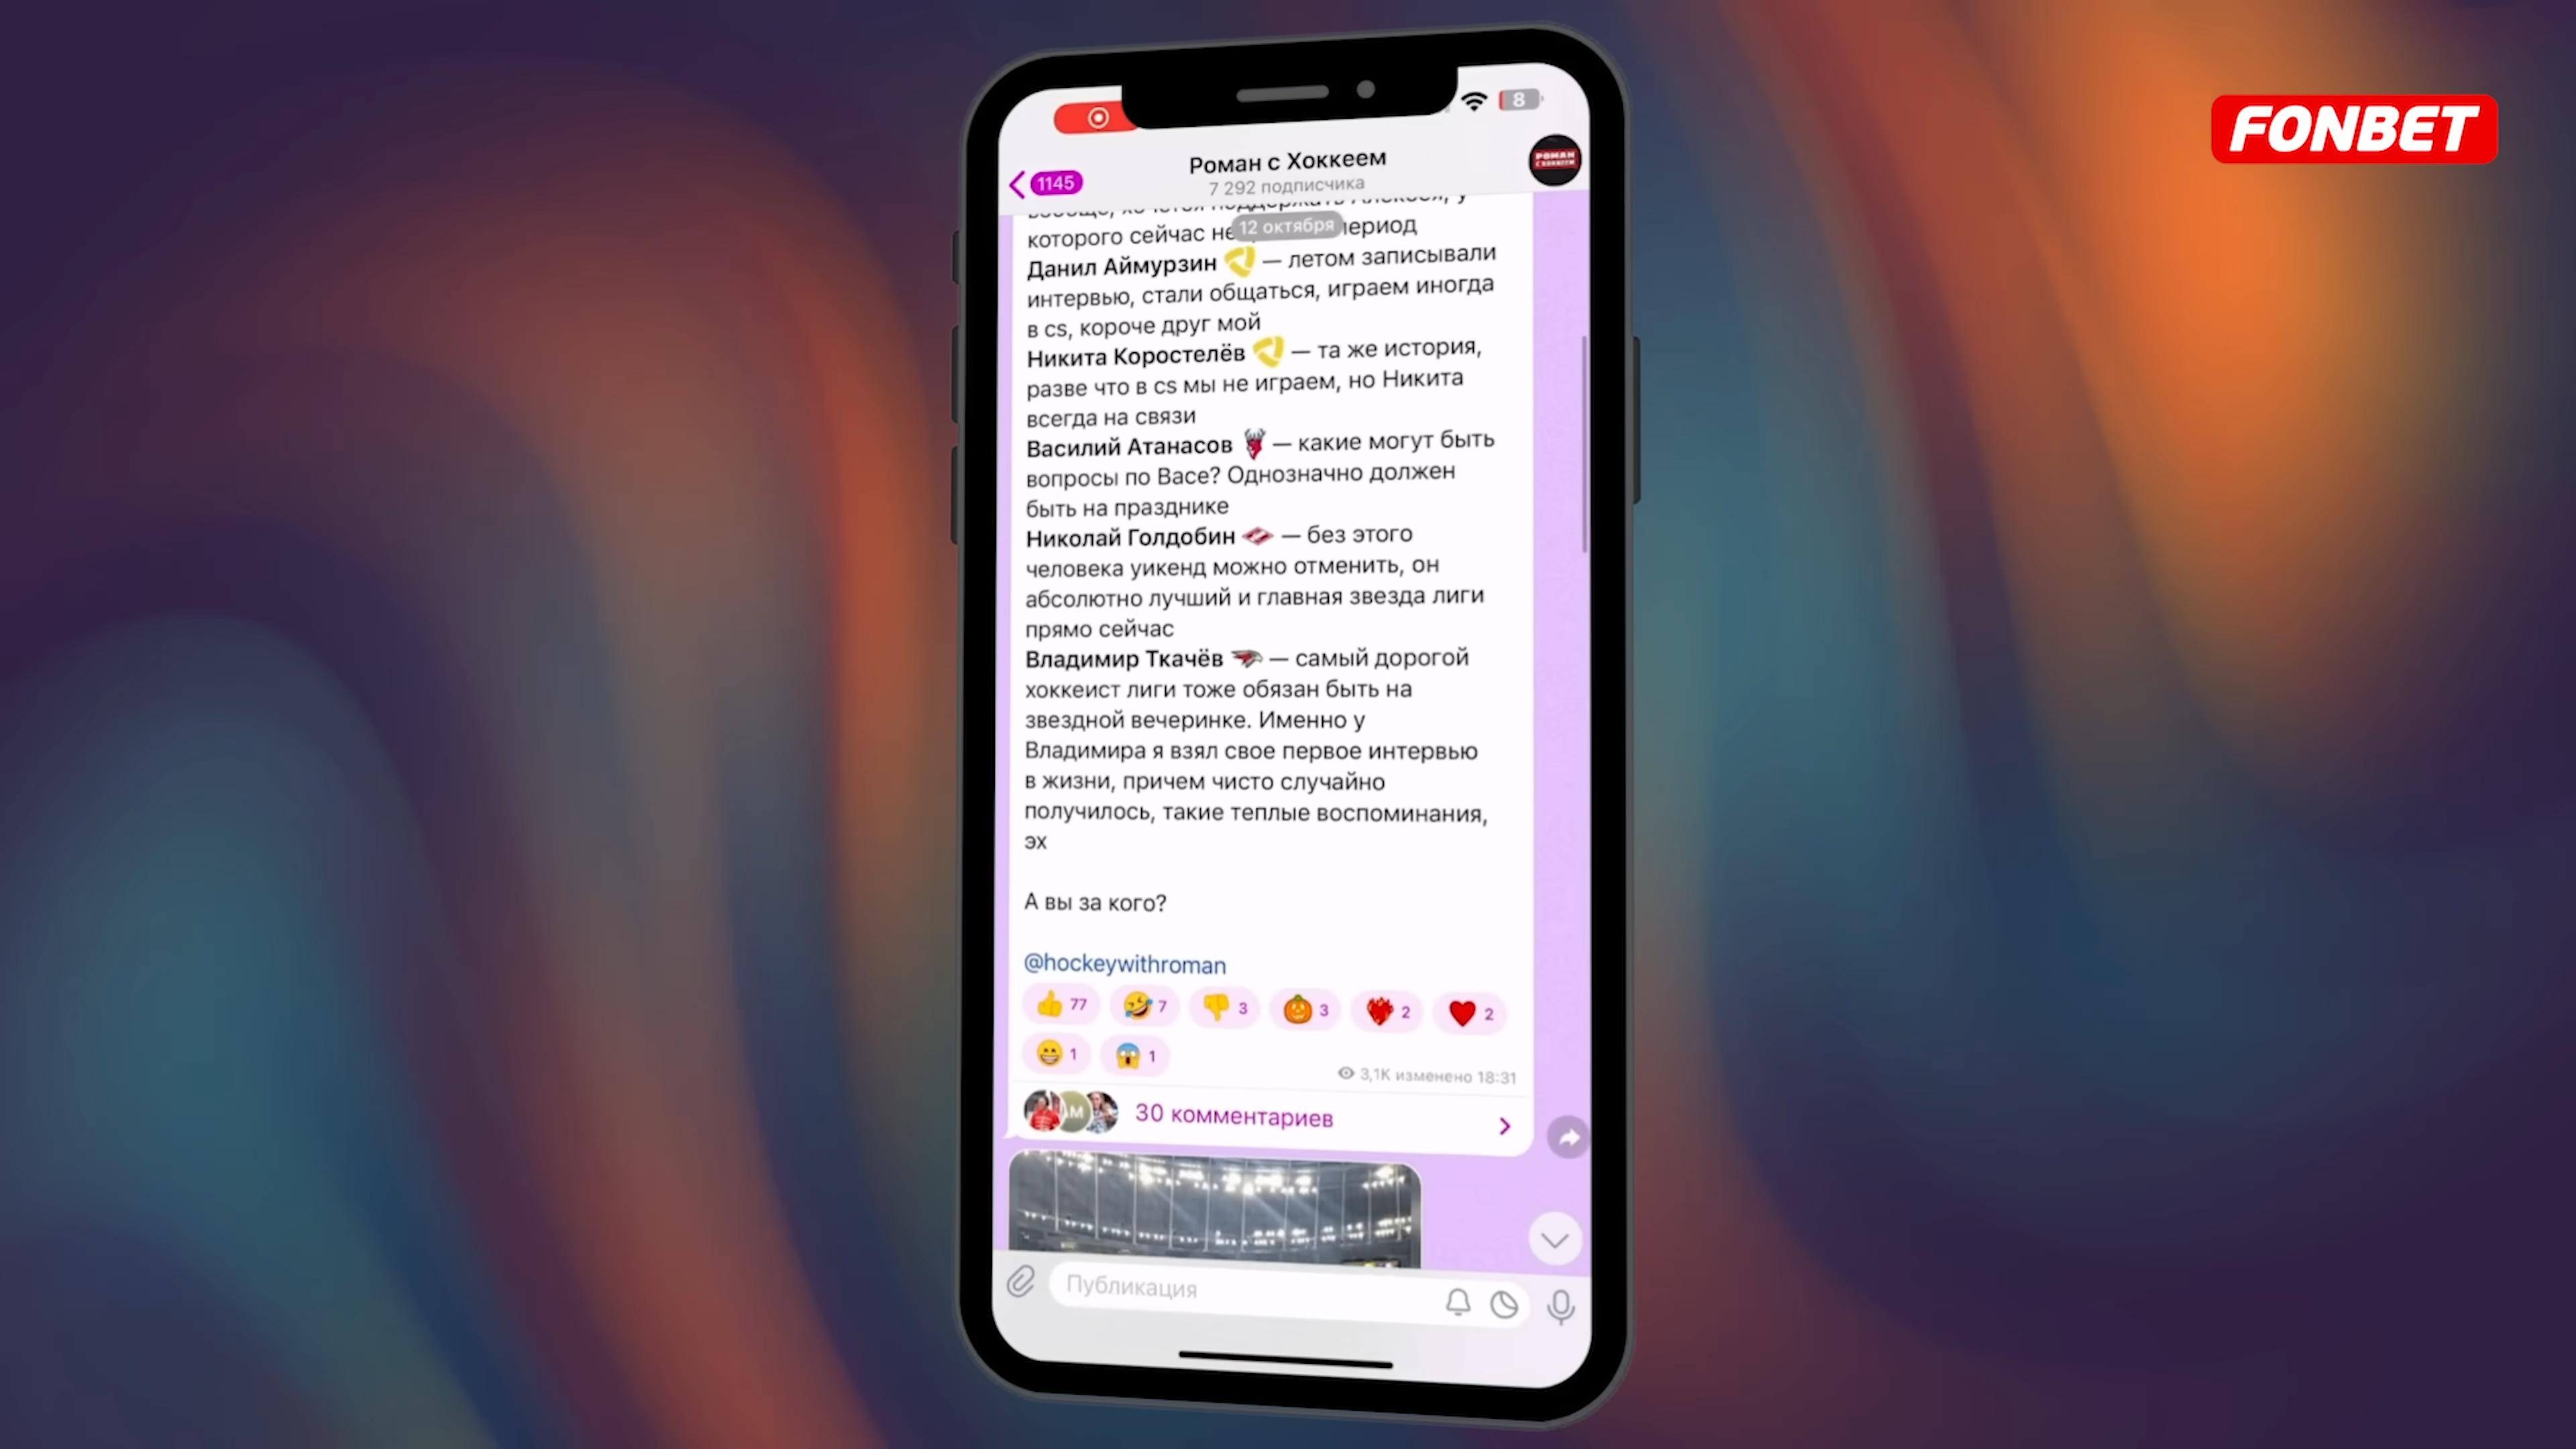 FONBET
8
1145
Роман с Хоккеем
7 292 подписчика
РОМАН
С ХОККЕЕМ
12 октября
которого сейчас период
Данил Аймурзин — летом записывали
интервью, стали общаться, играем иногда
в cs, короче друг мой
Никита Коростелёв — та же история,
разве что в cs мы не играем, но Никита
всегда на связи
Василий Атанасов — какие могут быть
вопросы по Васе? Однозначно должен
быть на празднике
Николай Голдобин — без этого
человека уикенд можно отменить, он
абсолютно лучший и главная звезда лиги
прямо сейчас
Владимир Ткачёв — самый дорогой
хоккеист лиги тоже обязан быть на
звездной вечеринке. Именно у
Владимира я взял свое первое интервью
в жизни, причем чисто случайно
получилось, такие теплые воспоминания,
эх
А вы за кого?
@hockeywithroman
77 7 3 3 2 2
1 1
3,1K изменено 18:31
АМ
30 комментариев
Публикация